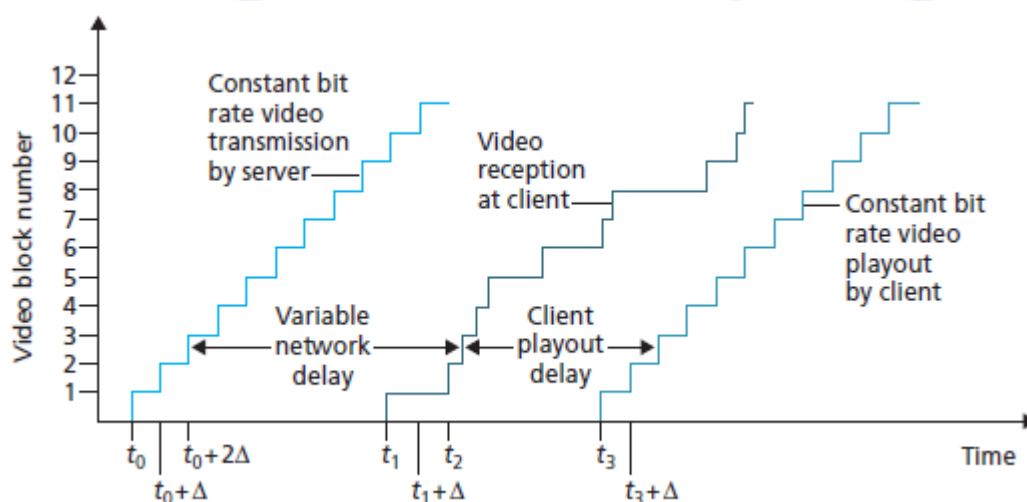 Video block number
12
11
10
9
8
7
6
5
4
3
2
1
Constant bit
rate video
transmission
by server
Video
reception
at client
Constant bit
rate video
playout
by client
Variable
network
delay
Client
playout
delay
t₀
t₀+Δ
t₀+2Δ
t₁
t₁+Δ
t₂
t₃
t₃+Δ
Time